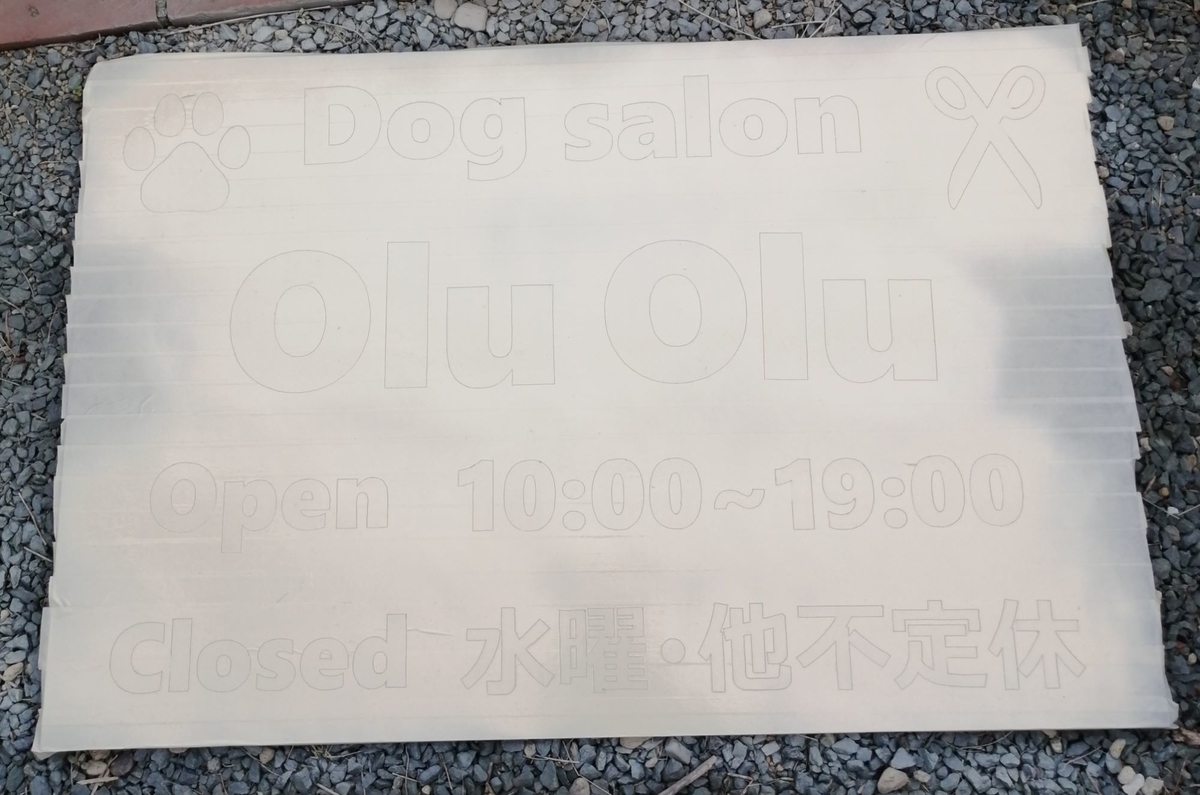 Dog salon
Olu Olu
Open 10:00~19:00
Closed 水曜・他不定休